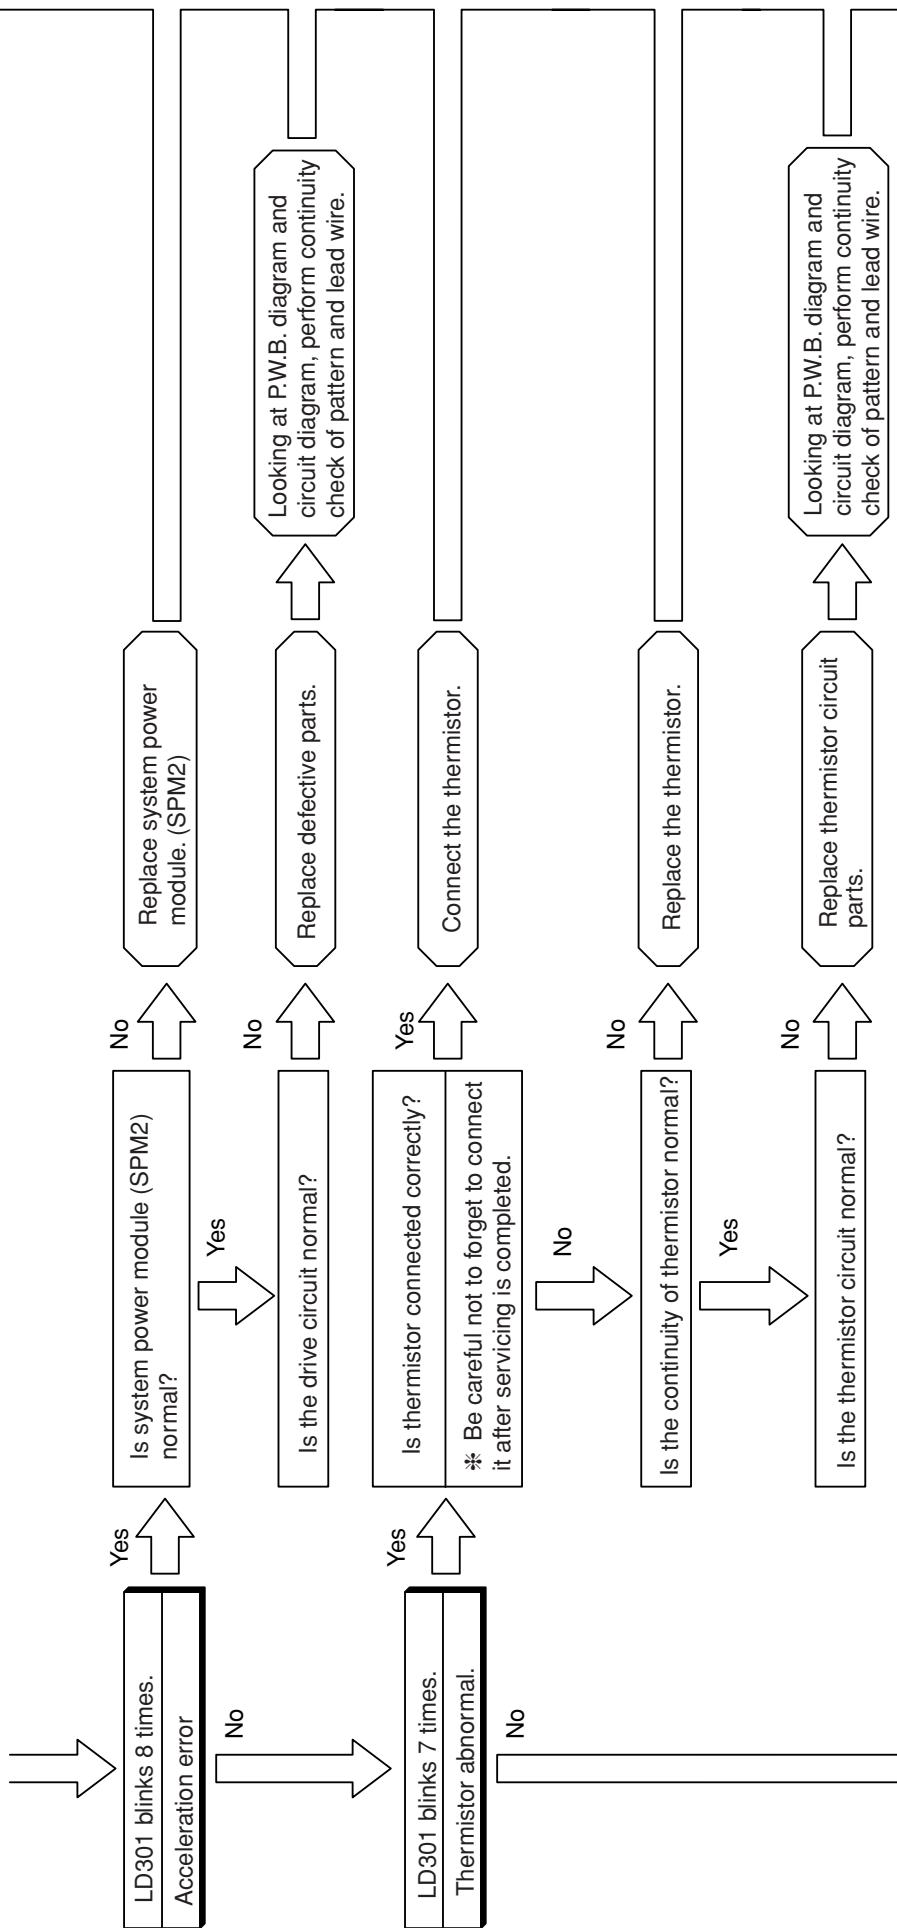 LD301 blinks 8 times.
Acceleration error
Yes
Is system power module (SPM2)
normal?
No
Replace system power
module. (SPM2)
Yes
Is the drive circuit normal?
No
Replace defective parts.
Looking at P.W.B. diagram and
circuit diagram, perform continuity
check of pattern and lead wire.
No
LD301 blinks 7 times.
Thermistor abnormal.
Yes
Is thermistor connected correctly?
❇ Be careful not to forget to connect
it after servicing is completed.
Yes
Connect the thermistor.
No
Is the continuity of thermistor normal?
No
Replace the thermistor.
Yes
Is the thermistor circuit normal?
No
Replace thermistor circuit
parts.
Looking at P.W.B. diagram and
circuit diagram, perform continuity
check of pattern and lead wire.
No